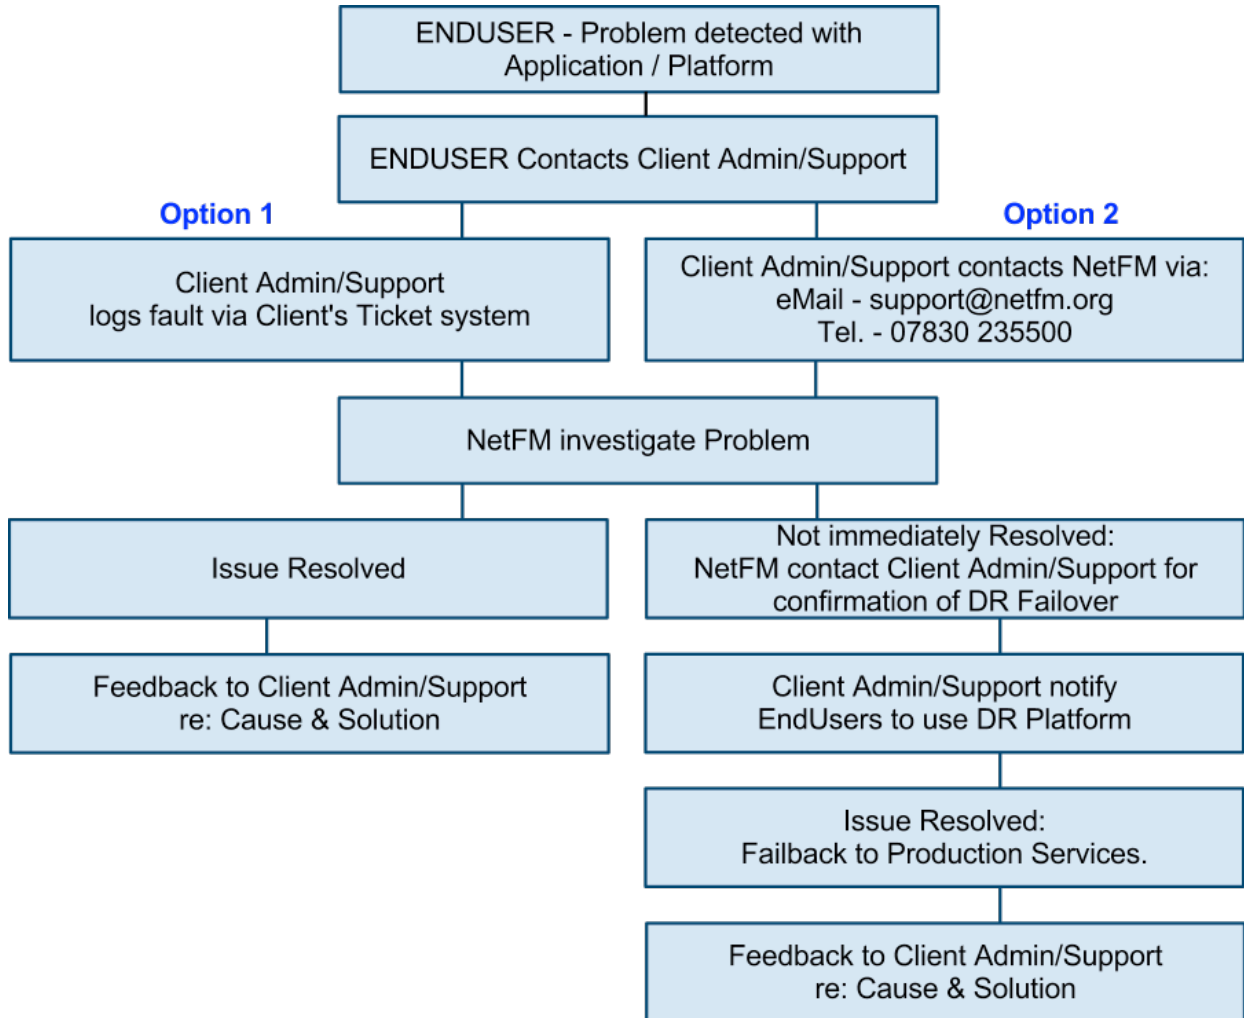 ENDUSER - Problem detected with
Application / Platform
ENDUSER Contacts Client Admin/Support
Option 1
Option 2
Client Admin/Support
logs fault via Client's Ticket system
Client Admin/Support contacts NetFM via:
eMail - support@netfm.org
Tel. - 07830 235500
NetFM investigate Problem
Issue Resolved
Not immediately Resolved:
NetFM contact Client Admin/Support for
confirmation of DR Failover
Feedback to Client Admin/Support
re: Cause & Solution
Client Admin/Support notify
EndUsers to use DR Platform
Issue Resolved:
Failback to Production Services.
Feedback to Client Admin/Support
re: Cause & Solution